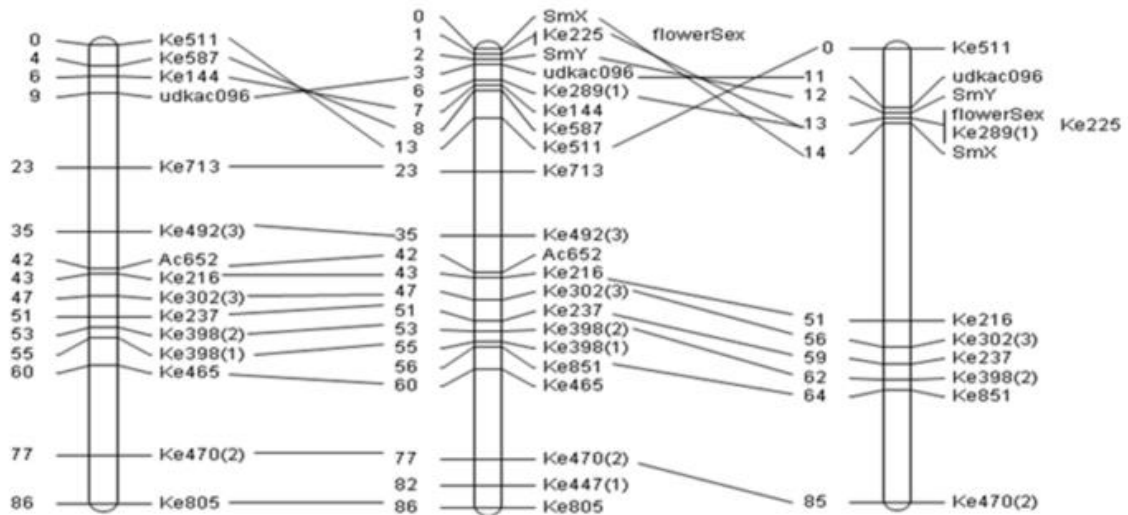 0 Ke511
4 Ke587
6 Ke144
9 udkac096
23 Ke713
35 Ke492(3)
42 Ac652
43 Ke216
47 Ke302(3)
51 Ke237
53 Ke398(2)
55 Ke398(1)
60 Ke465
77 Ke470(2)
86 Ke805
0 SmX
1 Ke225 flowerSex
2 SmY
3 udkac096
6 Ke289(1)
7 Ke144
8 Ke587
13 Ke511
23 Ke713
35 Ke492(3)
42 Ac652
43 Ke216
47 Ke302(3)
51 Ke237
53 Ke398(2)
55 Ke398(1)
56 Ke851
60 Ke465
77 Ke470(2)
82 Ke447(1)
86 Ke805
0 Ke511
11 udkac096
12 SmY
13 flowerSex
Ke289(1) Ke225
14 SmX
51 Ke216
56 Ke302(3)
59 Ke237
62 Ke398(2)
64 Ke851
85 Ke470(2)